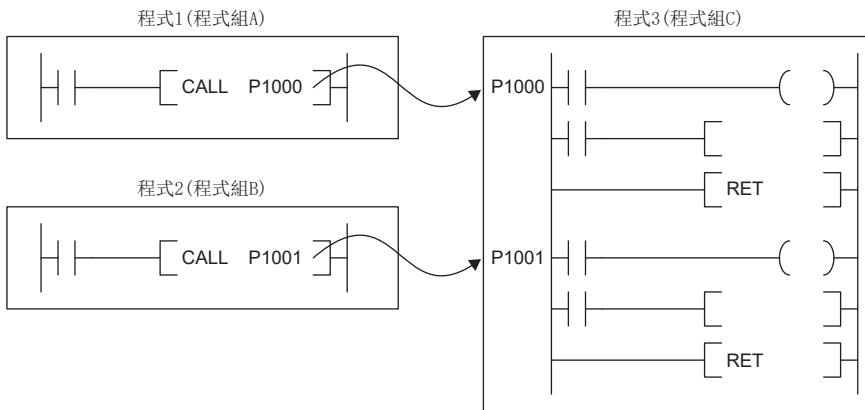 程式1(程式組A)
CALL P1000
程式2(程式組B)
CALL P1001
程式3(程式組C)
P1000
RET
P1001
RET